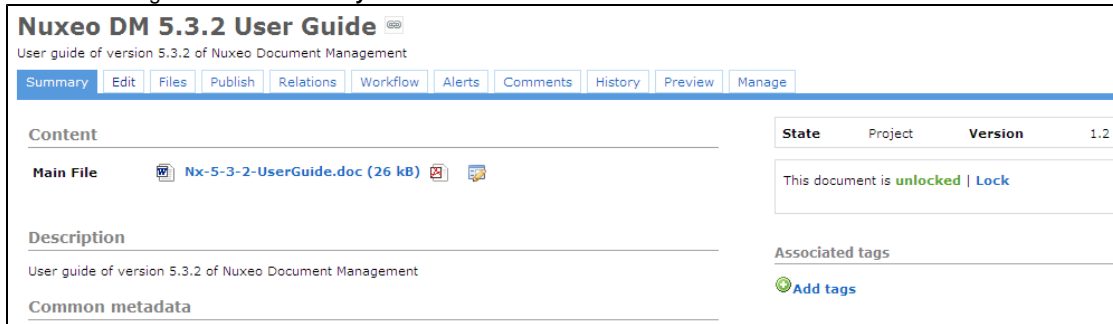 Nuxeo DM 5.3.2 User Guide
User guide of version 5.3.2 of Nuxeo Document Management
Summary Edit Files Publish Relations Workflow Alerts Comments History Preview Manage
Content
Main File Nx-5-3-2-UserGuide.doc (26 kB)
Description
User guide of version 5.3.2 of Nuxeo Document Management
Common metadata
State Project Version 1.2
This document is unlocked | Lock
Associated tags
Add tags